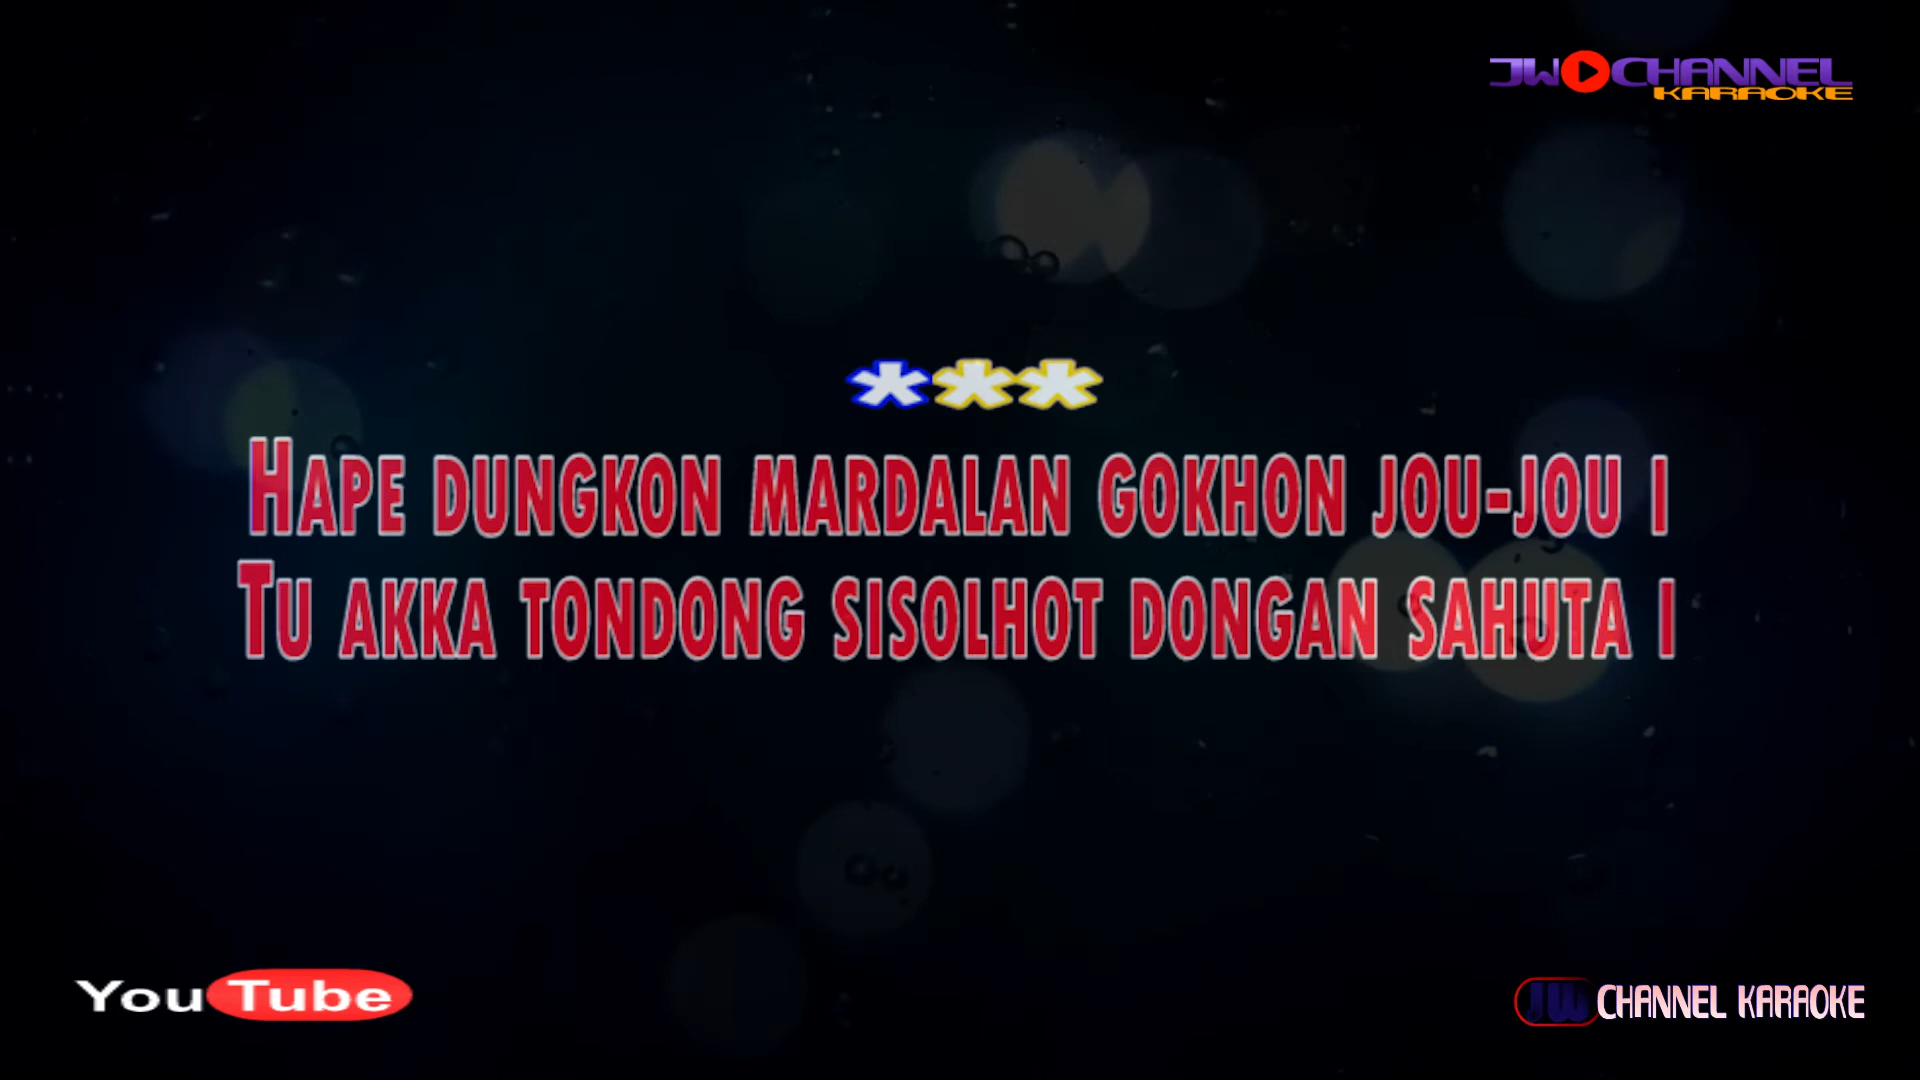 JW CHANNEL
KARAOKE
***
HAPE DUNGKON MARDALAN GOKHON JOU-JOU I
TU AKKA TONDONG SISOLHOT DONGAN SAHUTA I
YouTube
JW CHANNEL KARAOKE